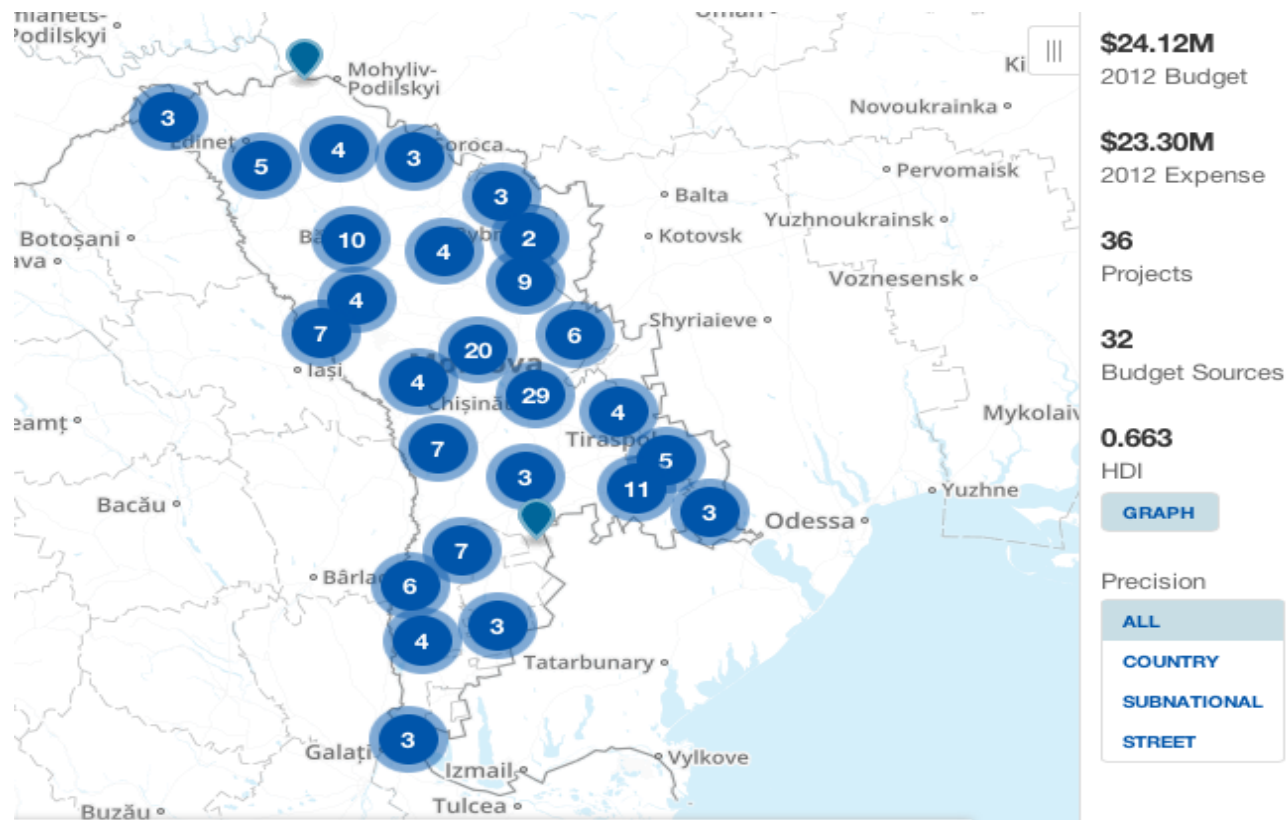 Podilskyi
Mohyliv-
Podilskyi
Novoukrainka
3
Edinet
5
4
3
Soroca
Pervomaisk
3
Balta
Yuzhnoukrainsk
Botoșani
10
4
2
Kotovsk
9
Voznesensk
4
7
6
Shyriaieve
20
Iași
4
29
4
Tiraspol
7
5
3
11
3
Yuzhne
Bacău
Odessa
7
6
4
3
Tatarbunary
3
Galați
Izmail
Vylkove
Tulcea
Buzău
$24.12M
2012 Budget
$23.30M
2012 Expense
36
Projects
32
Budget Sources
0.663
HDI
GRAPH
Precision
ALL
COUNTRY
SUBNATIONAL
STREET